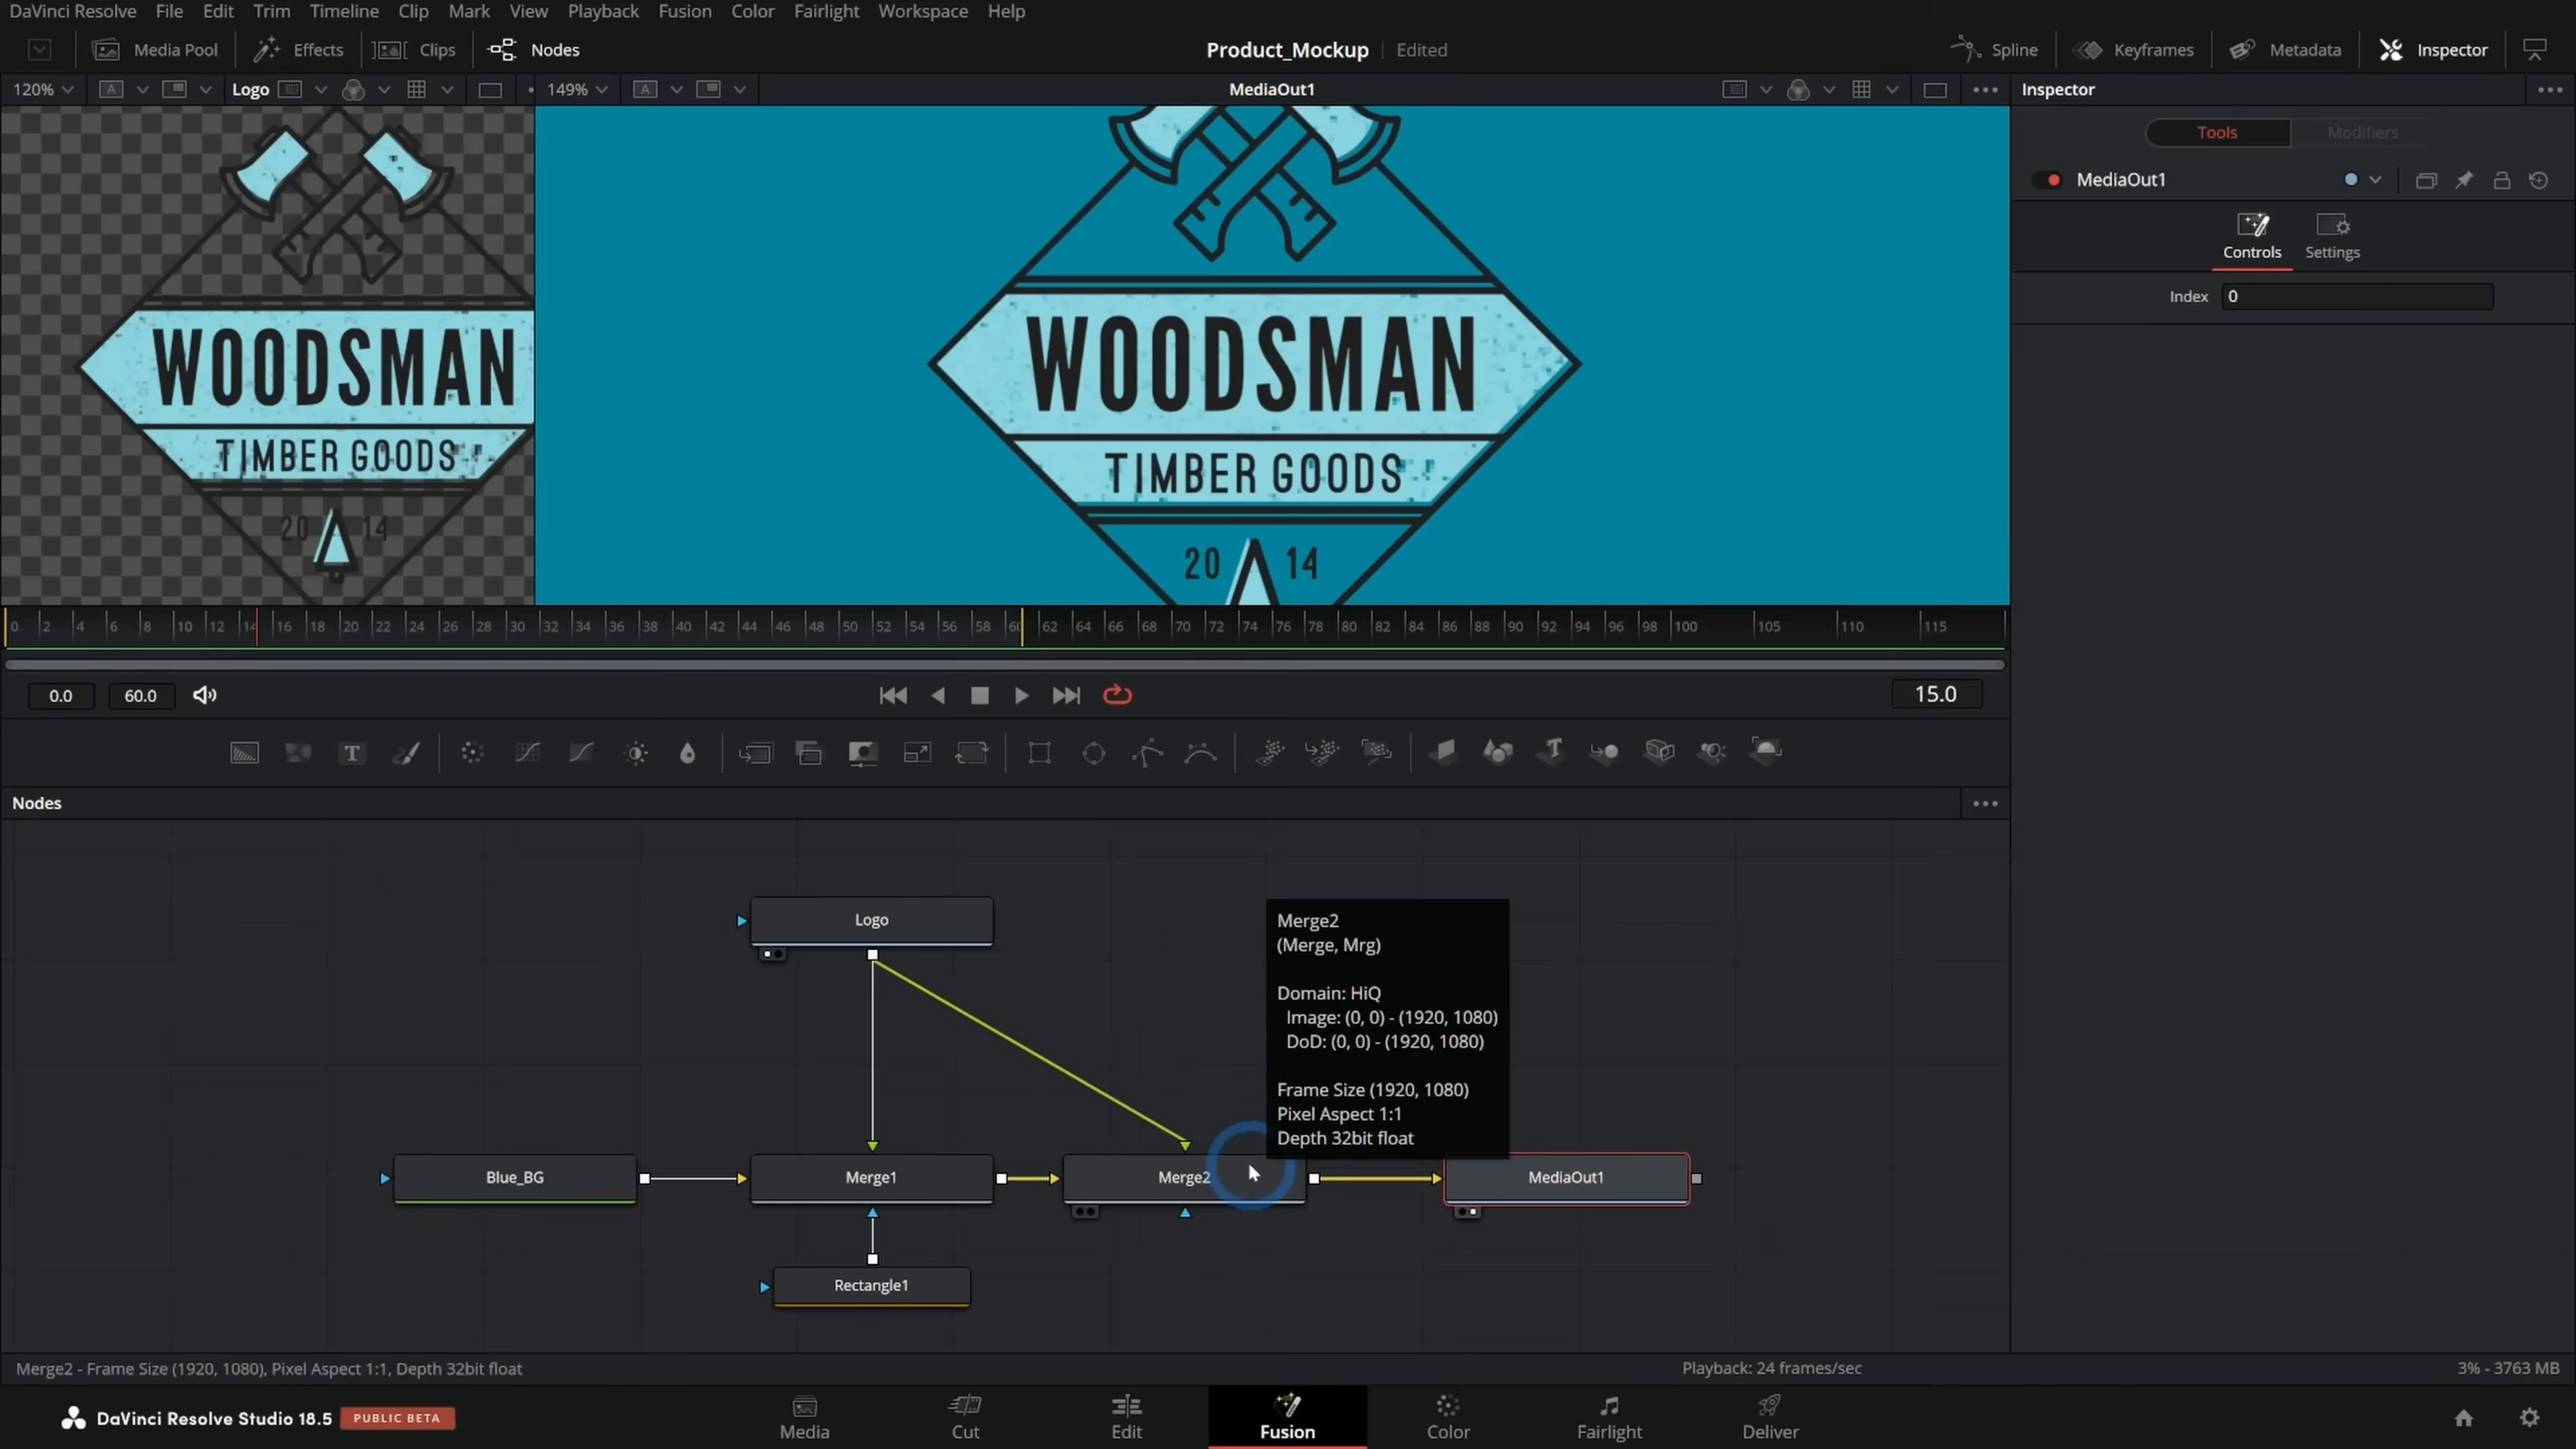 DaVinci Resolve File Edit Trim Timeline Clip Mark View Playback Fusion Color Fairlight Workspace Help
Media Pool Effects Clips Nodes Product_Mockup Edited Spline Keyframes Metadata Inspector
120% A Logo 149% A MediaOut1 Inspector
Tools Modifiers
MediaOut1
Controls Settings
Index 0
WOODSMAN
TIMBER GOODS
20 14
WOODSMAN
TIMBER GOODS
20 14
0 2 4 6 8 10 12 14 16 18 20 22 24 26 28 30 32 34 36 38 40 42 44 46 48 50 52 54 56 58 60 62 64 66 68 70 72 74 76 78 80 82 84 86 88 90 92 94 96 98 100 105 110 115
0.0 60.0 15.0
T
Nodes
Logo
Merge2
(Merge, Mrg)
Domain: HiQ
Image: (0, 0) - (1920, 1080)
DoD: (0, 0) - (1920, 1080)
Frame Size (1920, 1080)
Pixel Aspect 1:1
Depth 32bit float
Blue_BG Merge1 Merge2 MediaOut1
Rectangle1
Merge2 - Frame Size (1920, 1080), Pixel Aspect 1:1, Depth 32bit float Playback: 24 frames/sec 3% - 3763 MB
DaVinci Resolve Studio 18.5 PUBLIC BETA
Media Cut Edit Fusion Color Fairlight Deliver